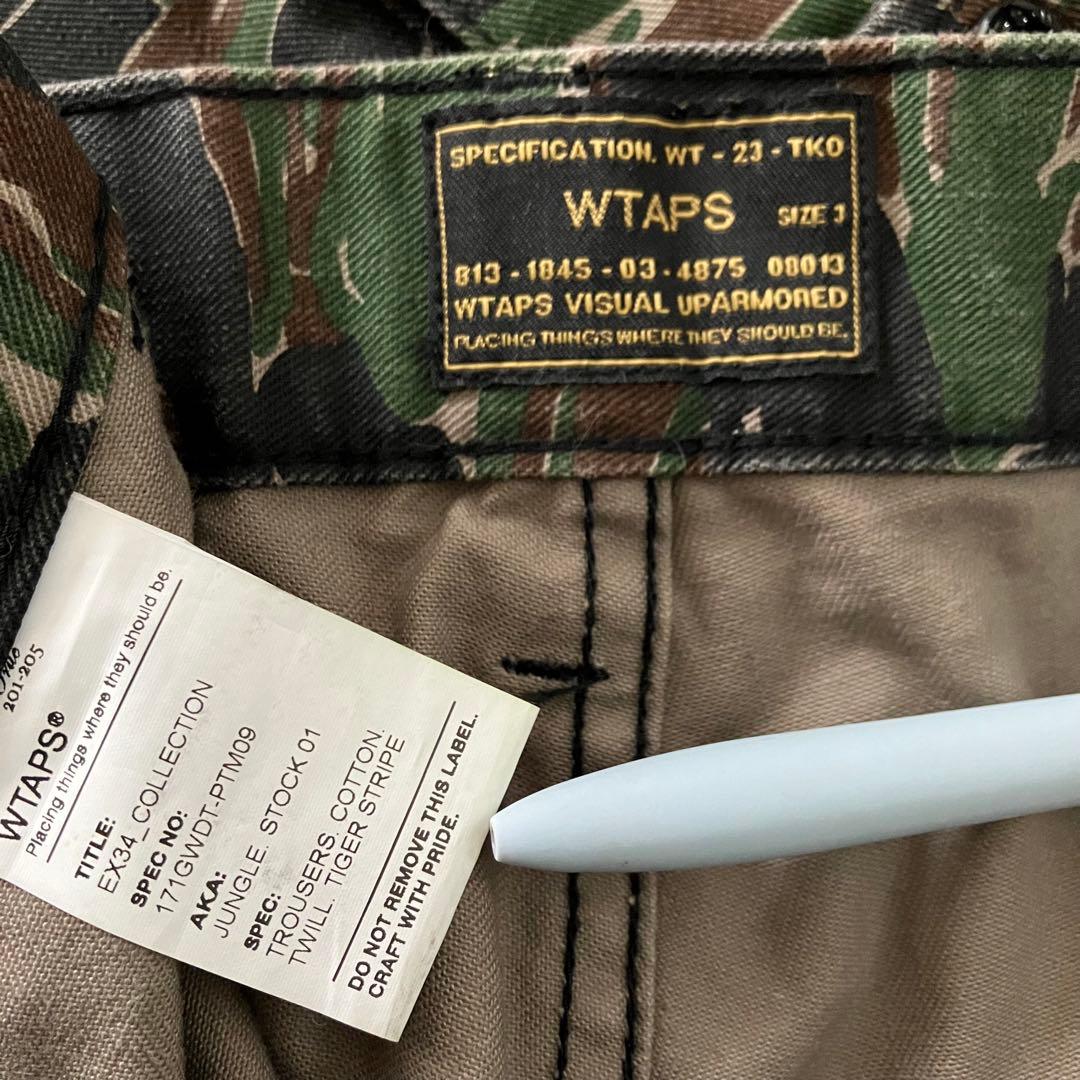 SPECIFICATION. WT - 23 - TKO
WTAPS SIZE 3
813 - 1845 - 03 - 4875 08013
WTAPS VISUAL UPARMORED
PLACING THINGS WHERE THEY SHOULD BE.
201-205
WTAPS®
Placing things where they should be.
TITLE:
EX34_COLLECTION
SPEC NO:
171GWDT-PTM09
AKA:
JUNGLE. STOCK 01
SPEC:
TROUSERS. COTTON.
TWILL. TIGER STRIPE
DO NOT REMOVE THIS LABEL.
CRAFT WITH PRIDE.